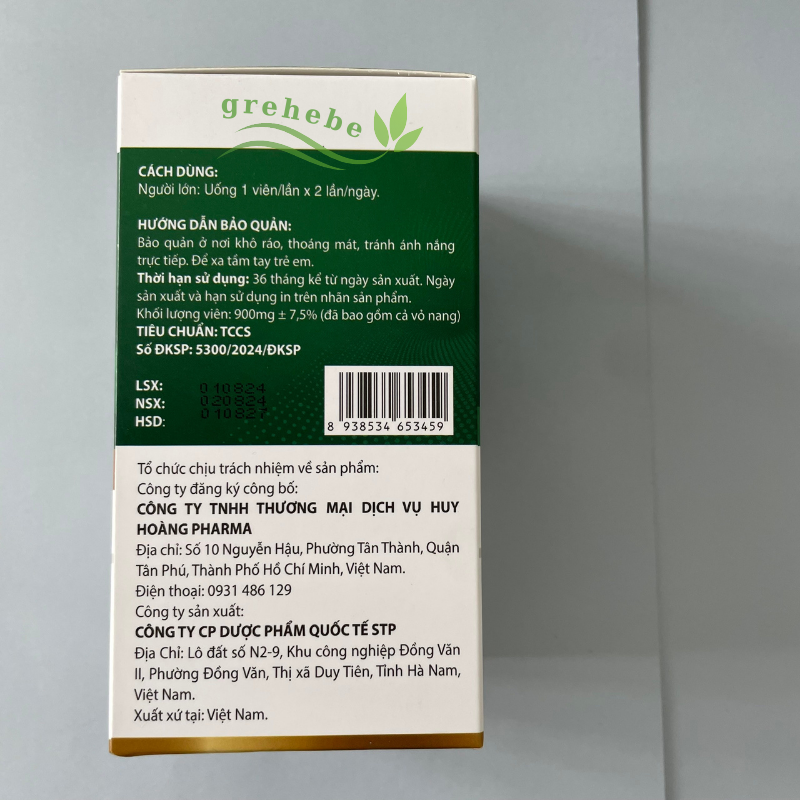 grehebe
CÁCH DÙNG:
Người lớn: Uống 1 viên/lần x 2 lần/ngày.
HƯỚNG DẪN BẢO QUẢN:
Bảo quản ở nơi khô ráo, thoáng mát, tránh ánh nắng
trực tiếp. Để xa tầm tay trẻ em.
Thời hạn sử dụng: 36 tháng kể từ ngày sản xuất. Ngày
sản xuất và hạn sử dụng in trên nhãn sản phẩm.
Khối lượng viên: 900mg ± 7,5% (đã bao gồm cả vỏ nang)
TIÊU CHUẨN: TCCS
Số ĐKSP: 5300/2024/ĐKSP
LSX: 010824
NSX: 020824
HSD: 010827
8 938534 653459
Tổ chức chịu trách nhiệm về sản phẩm:
Công ty đăng ký công bố:
CÔNG TY TNHH THƯƠNG MẠI DỊCH VỤ HUY
HOÀNG PHARMA
Địa chỉ: Số 10 Nguyễn Hậu, Phường Tân Thành, Quận
Tân Phú, Thành Phố Hồ Chí Minh, Việt Nam.
Điện thoại: 0931 486 129
Công ty sản xuất:
CÔNG TY CP DƯỢC PHẨM QUỐC TẾ STP
Địa Chỉ: Lô đất số N2-9, Khu công nghiệp Đồng Văn
II, Phường Đồng Văn, Thị xã Duy Tiên, Tỉnh Hà Nam,
Việt Nam.
Xuất xứ tại: Việt Nam.